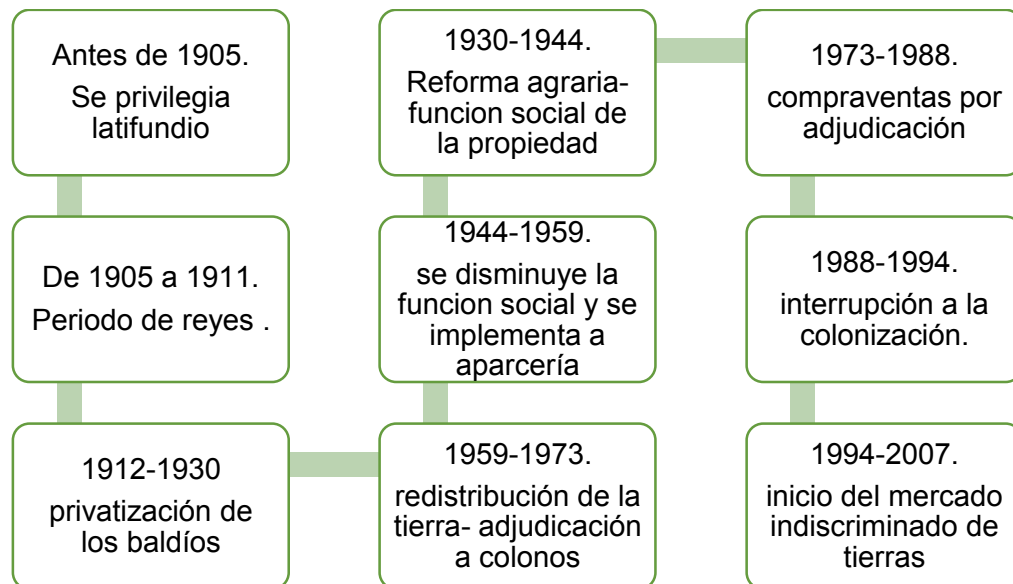 Antes de 1905.
Se privilegia
latifundio
De 1905 a 1911.
Periodo de reyes .
1912-1930
privatización de
los baldíos
1930-1944.
Reforma agraria-
funcion social de
la propiedad
1944-1959.
se disminuye la
funcion social y se
implementa a
aparcería
1959-1973.
redistribución de la
tierra- adjudicación
a colonos
1973-1988.
compraventas por
adjudicación
1988-1994.
interrupción a la
colonización.
1994-2007.
inicio del mercado
indiscriminado de
tierras